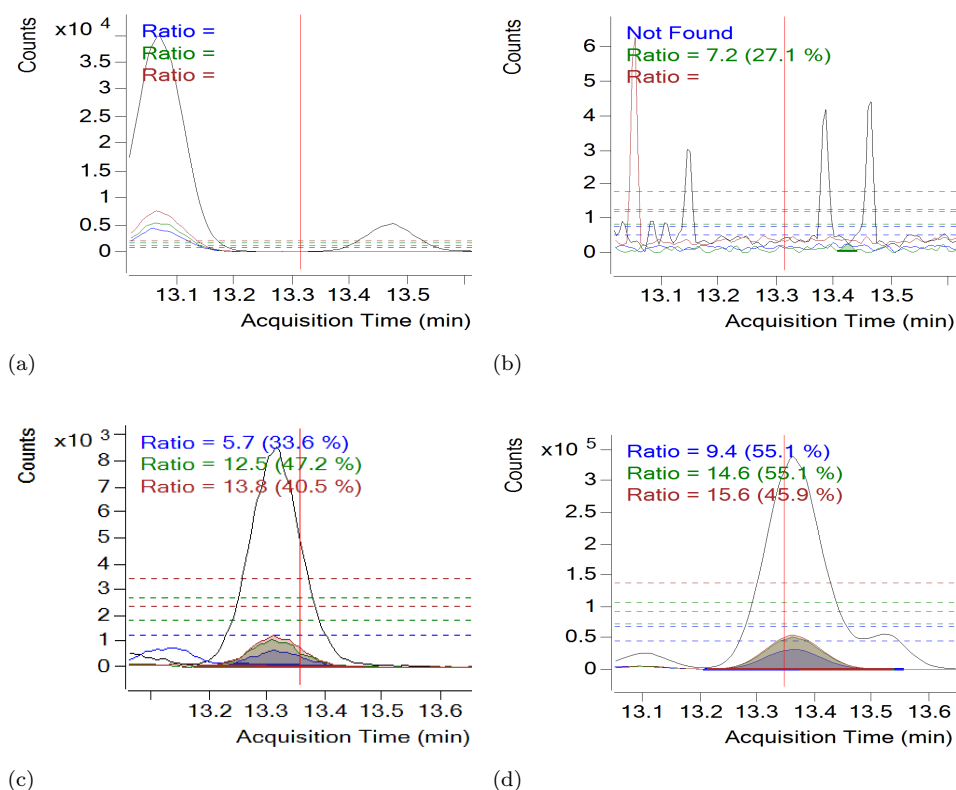 x10 4
Counts
Ratio =
Ratio =
Ratio =
4
3.5
3
2.5
2
1.5
1
0.5
0
13.1 13.2 13.3 13.4 13.5
Acquisition Time (min)
(a)
Counts
Not Found
Ratio = 7.2 (27.1 %)
Ratio =
6
5
4
3
2
1
0
13.1 13.2 13.3 13.4 13.5
Acquisition Time (min)
(b)
x10 3
Counts
Ratio = 5.7 (33.6 %)
Ratio = 12.5 (47.2 %)
Ratio = 13.8 (40.5 %)
8
7
6
5
4
3
2
1
0
13.2 13.3 13.4 13.5 13.6
Acquisition Time (min)
(c)
x10 5
Counts
Ratio = 9.4 (55.1 %)
Ratio = 14.6 (55.1 %)
Ratio = 15.6 (45.9 %)
3
2.5
2
1.5
1
0.5
0
13.1 13.2 13.3 13.4 13.5 13.6
Acquisition Time (min)
(d)